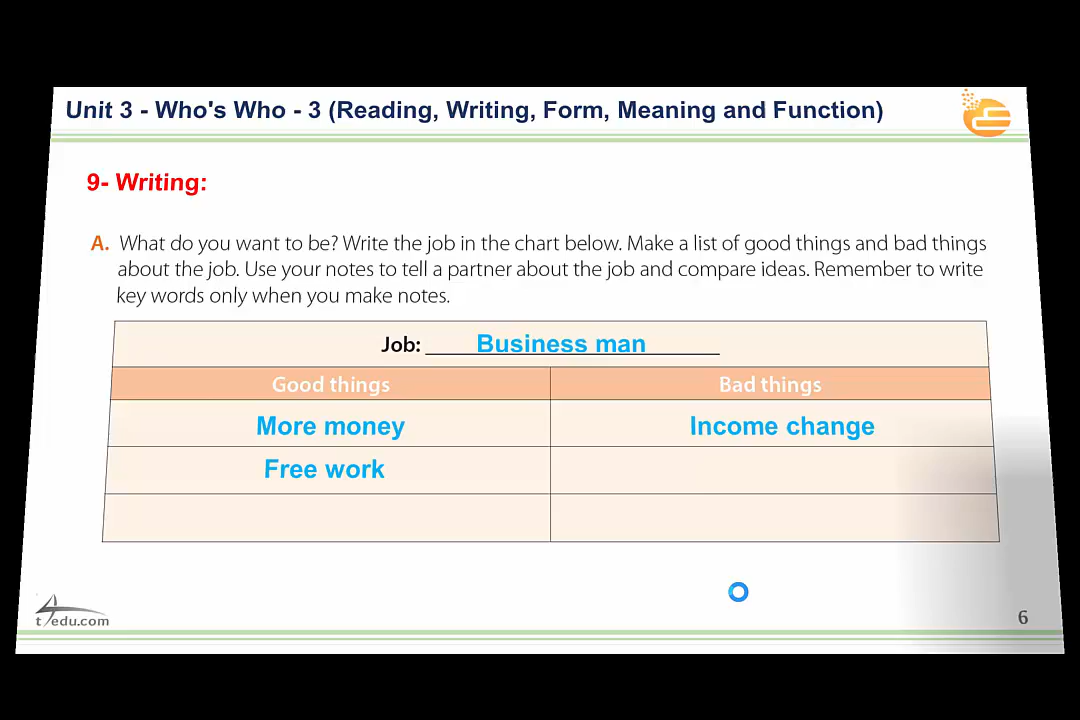 Unit 3 - Who's Who - 3 (Reading, Writing, Form, Meaning and Function)
9- Writing:
A. What do you want to be? Write the job in the chart below. Make a list of good things and bad things
about the job. Use your notes to tell a partner about the job and compare ideas. Remember to write
key words only when you make notes.
Job: Business man
Good things Bad things
More money Income change
Free work
t4edu.com
6